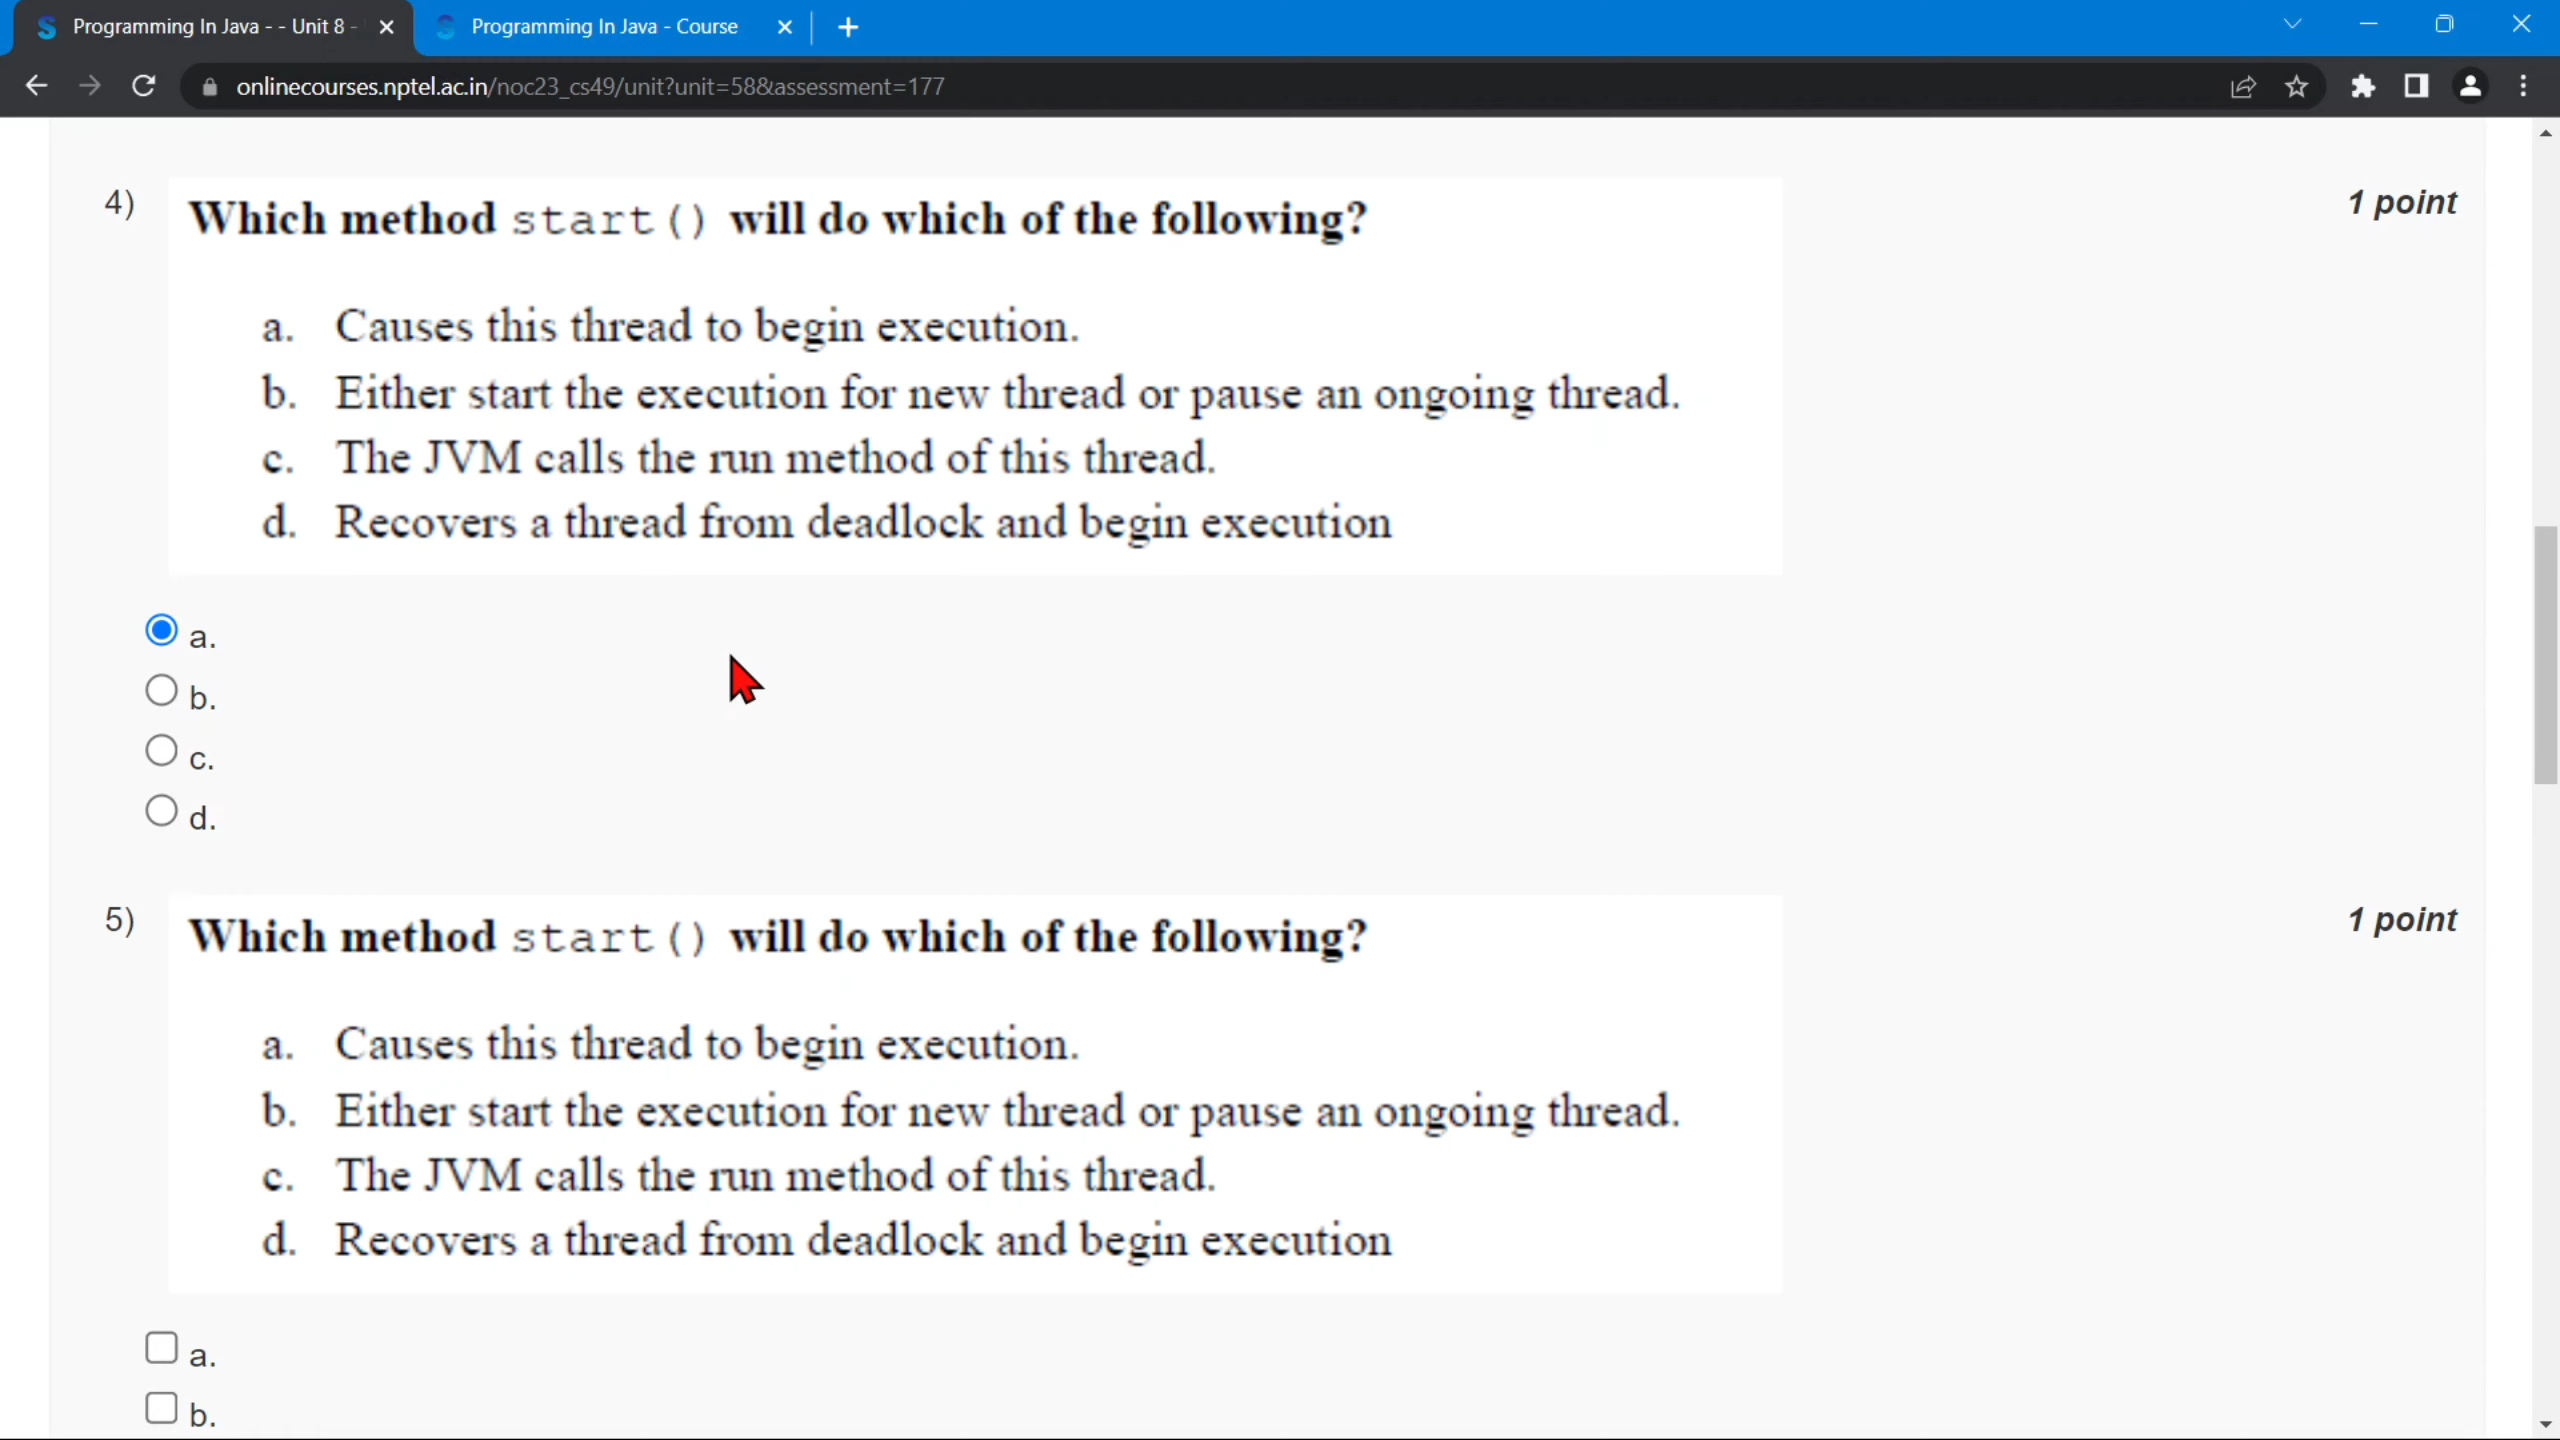 Programming In Java - - Unit 8 -
Programming In Java - Course
onlinecourses.nptel.ac.in/noc23_cs49/unit?unit=58&assessment=177
4)
Which method start() will do which of the following?
1 point
a. Causes this thread to begin execution.
b. Either start the execution for new thread or pause an ongoing thread.
c. The JVM calls the run method of this thread.
d. Recovers a thread from deadlock and begin execution
a.
b.
c.
d.
5)
Which method start() will do which of the following?
1 point
a. Causes this thread to begin execution.
b. Either start the execution for new thread or pause an ongoing thread.
c. The JVM calls the run method of this thread.
d. Recovers a thread from deadlock and begin execution
a.
b.